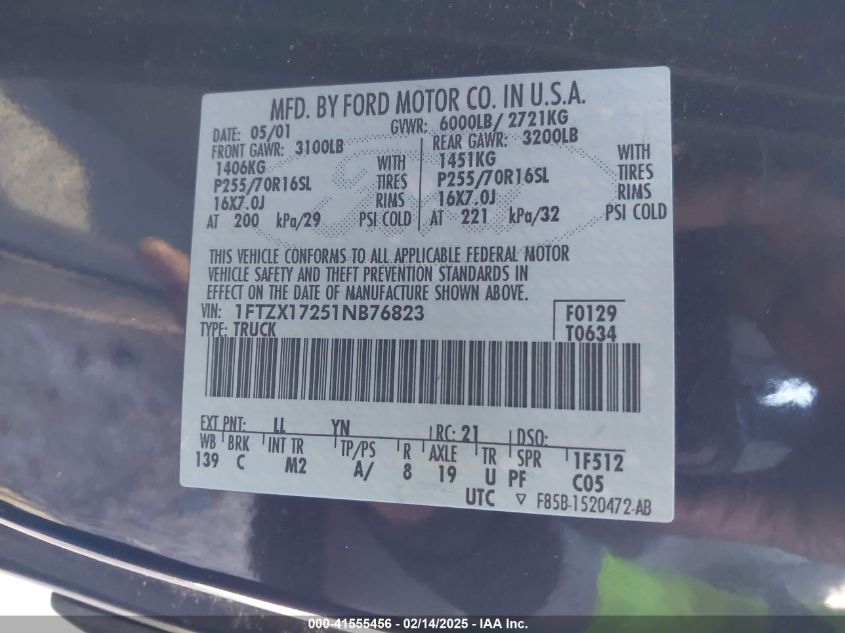 MFD. BY FORD MOTOR CO. IN U.S.A.
DATE: 05/01 GVWR: 6000LB/ 2721KG
FRONT GAWR: 3100LB REAR GAWR: 3200LB
1406KG WITH 1451KG WITH
P255/70R16SL TIRES P255/70R16SL TIRES
16X7.0J RIMS 16X7.0J RIMS
AT 200 kPa/29 PSI COLD AT 221 kPa/32 PSI COLD
THIS VEHICLE CONFORMS TO ALL APPLICABLE FEDERAL MOTOR
VEHICLE SAFETY AND THEFT PREVENTION STANDARDS IN
EFFECT ON THE DATE OF MANUFACTURE SHOWN ABOVE.
VIN: 1FTZX17251NB76823 F0129
TYPE: TRUCK T0634
EXT PNT: LL YN RC: 21 DSO:
WB BRK INT TR TP/PS R AXLE TR SPR 1F512
139 C M2 A/ 8 19 U PF C05
UTC ▽ F85B-1520472-AB
000-41555456 - 02/14/2025 - IAA Inc.